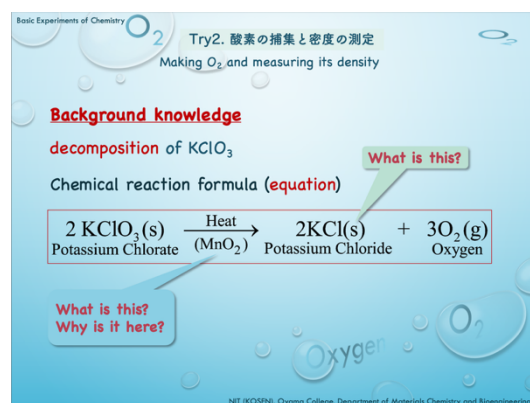 Basic Experiments of Chemistry
O2
Try2. 酸素の捕集と密度の測定
O2
Making O2 and measuring its density
Background knowledge
decomposition of KClO3
What is this?
Chemical reaction formula (equation)
2 KClO3(s) Heat (MnO2) → 2KCl(s) + 3O2(g)
Potassium Chlorate Potassium Chloride Oxygen
What is this?
Why is it here?
O2
Oxygen
NIT (KOSEN), Oyama College, Department of Materials Chemistry and Bioengineering